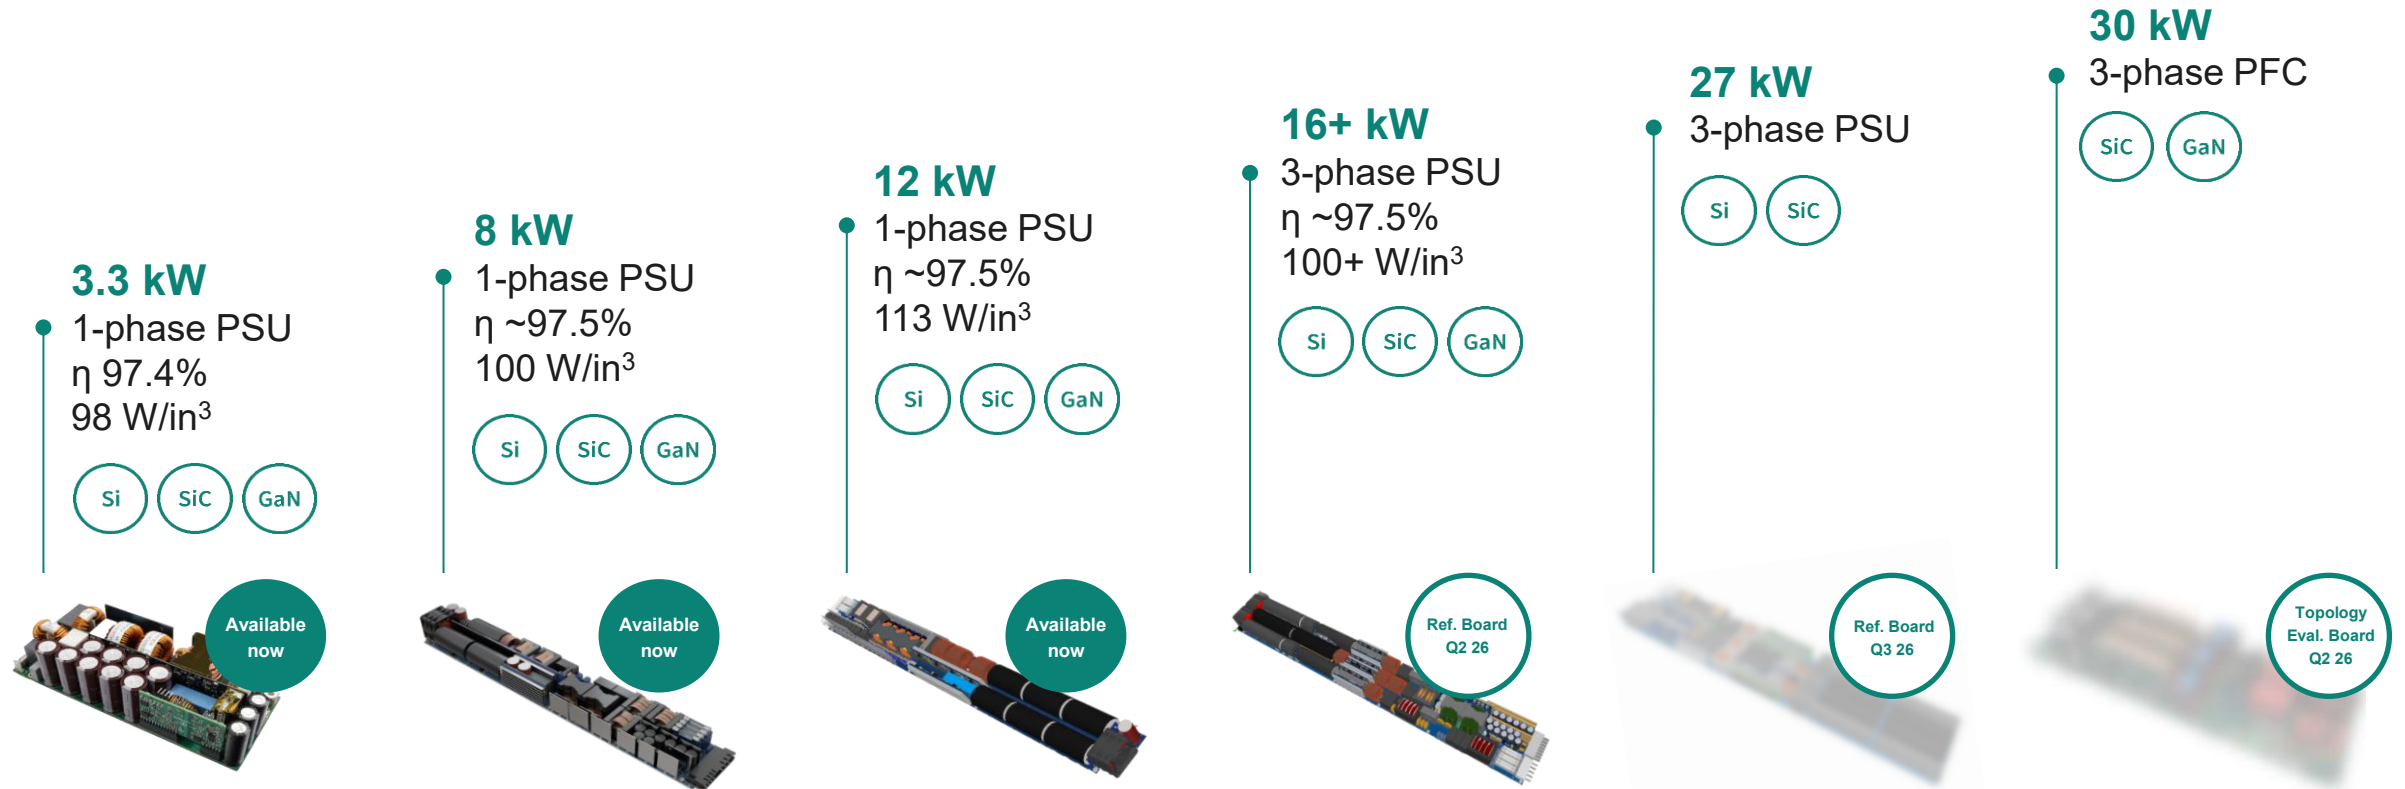 3.3 kW
1-phase PSU
η 97.4%
98 W/in³
Si SiC GaN
Available
now
8 kW
1-phase PSU
η ~97.5%
100 W/in³
Si SiC GaN
Available
now
12 kW
1-phase PSU
η ~97.5%
113 W/in³
Si SiC GaN
Available
now
16+ kW
3-phase PSU
η ~97.5%
100+ W/in³
Si SiC GaN
Ref. Board
Q2 26
27 kW
3-phase PSU
Si SiC
Ref. Board
Q3 26
30 kW
3-phase PFC
SiC GaN
Topology
Eval. Board
Q2 26